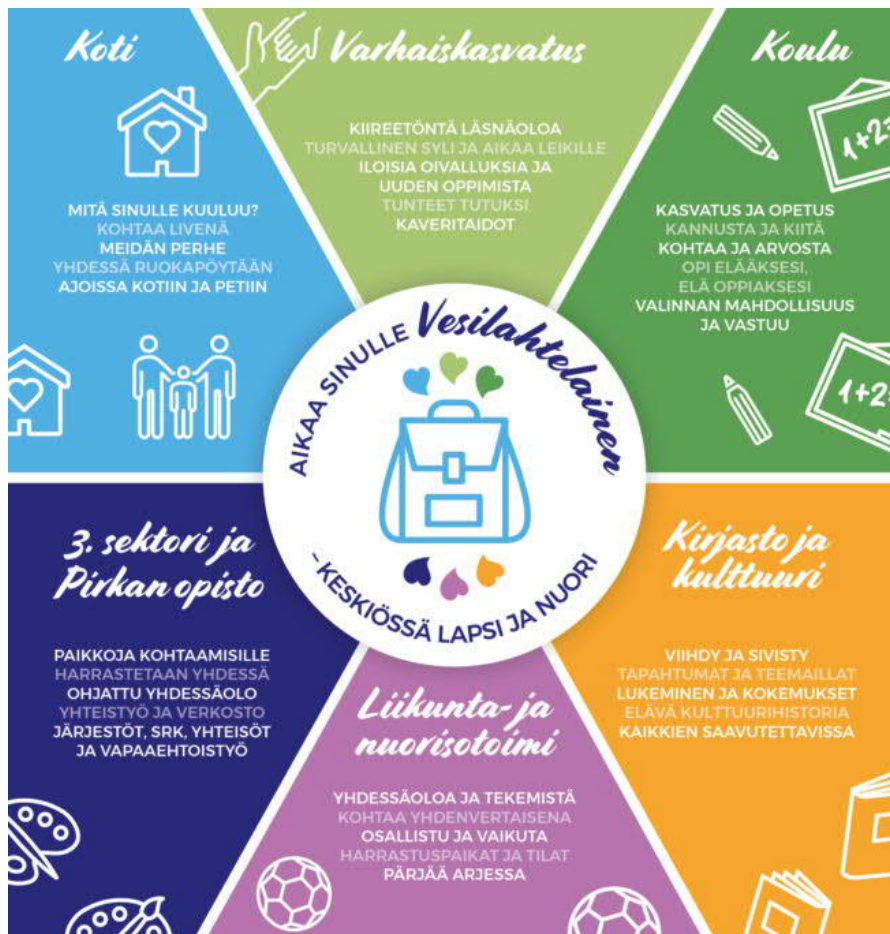 Koti
MITÄ SINULLE KUULUU?
KOHTAA LIVENÄ
MEIDÄN PERHE
YHDESSÄ RUOKAPÖYTÄÄN
AJOISSA KOTIIN JA PETIIN
Varhaiskasvatus
KIIREETÖNTÄ LÄSNÄOLOA
TURVALLINEN SYLI JA AIKAA LEIKILLE
ILOISIA OIVALLUKSIA JA
UUDEN OPPIMISTA
TUNTEET TUTUKSI
KAVERITAIDOT
Koulu
1+2=
KASVATUS JA OPETUS
KANNUSTA JA KIITÄ
KOHTAA JA ARVOSTA
OPI ELÄÄKSESI,
ELÄ OPPIAKSESI
VALINNAN MAHDOLLISUUS
JA VASTUU
1+2=
AIKAA SINULLE Vesilahtelainen
- KESKIÖSSÄ LAPSI JA NUORI
3. sektori ja
Pirkan opisto
PAIKKOJA KOHTAAMISILLE
HARRASTETAAN YHDESSÄ
OHJATTU YHDESSÄOLO
YHTEISTYÖ JA VERKOSTO
JÄRJESTÖT, SRK, YHTEISÖT
JA VAPAAEHTOISTYÖ
Liikunta- ja
nuorisotoimi
YHDESSÄOLOA JA TEKEMISTÄ
KOHTAA YHDENVERTAISENA
OSALLISTU JA VAIKUTA
HARRASTUSPAIKAT JA TILAT
PÄRJÄÄ ARJESSA
Kirjasto ja
kulttuuri
VIIHDY JA SIVISTY
TAPAHTUMAT JA TEEMAILLAT
LUKEMINEN JA KOKEMUKSET
ELÄVÄ KULTTUURIHISTORIA
KAIKKIEN SAAVUTETTAVISSA